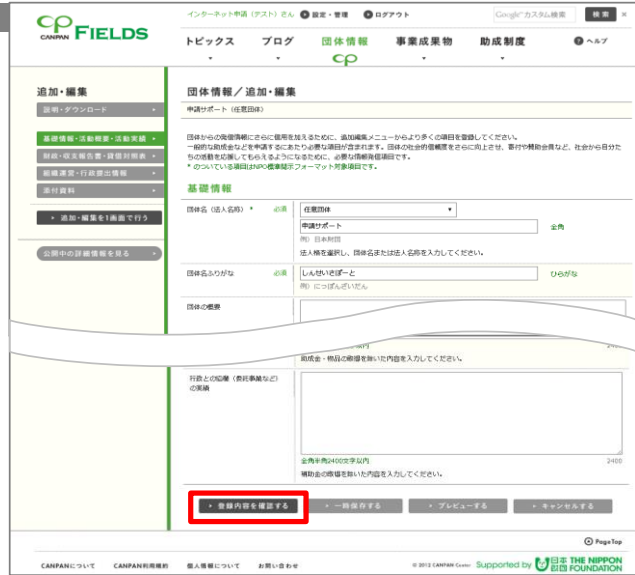 CANPAN FIELDS
インターネット申請（テスト）さん 設定・管理 ログアウト Google™カスタム検索 検索 ×
トピックス ブログ 団体情報 事業成果物 助成制度 ヘルプ
追加・編集
説明・ダウンロード
基礎情報・活動概要・活動実績
財政・収支報告書・貸借対照表
組織運営・行政提出情報
添付資料
追加・編集を1画面で行う
公開中の詳細情報を見る
団体情報／追加・編集
申請サポート（任意団体）
団体からの発信情報にさらに信用を加えるために、追加編集メニューからより多くの項目を登録してください。
一般的な助成金などを申請するにあたり必要な項目が含まれます。団体の社会的信頼度をさらに向上させ、寄付や賛助会員など、社会から自分た
ちの活動を応援してもらえるようになるために、必要な情報発信項目です。
* のついている項目はNPO標準開示フォーマット対象項目です。
基礎情報
団体名（法人名称） * 必須 任意団体
申請サポート 全角
例）日本財団
法人格を選択し、団体名または法人名称を入力してください。
団体名ふりがな 必須 しんせいさぽーと ひらがな
例）にっぽんざいだん
団体の概要
助成金・物品の取壊を除いた内容を入力してください。
行政との協働（委託事業など）
の実績
全角半角2400文字以内 2400
補助金の取壊を除いた内容を入力してください。
登録内容を確認する 一時保存する プレビューする キャンセルする
PageTop
CANPANについて CANPAN利用規約 個人情報について お問い合わせ © 2012 CANPAN Center Supported by 日本財団 THE NIPPON FOUNDATION